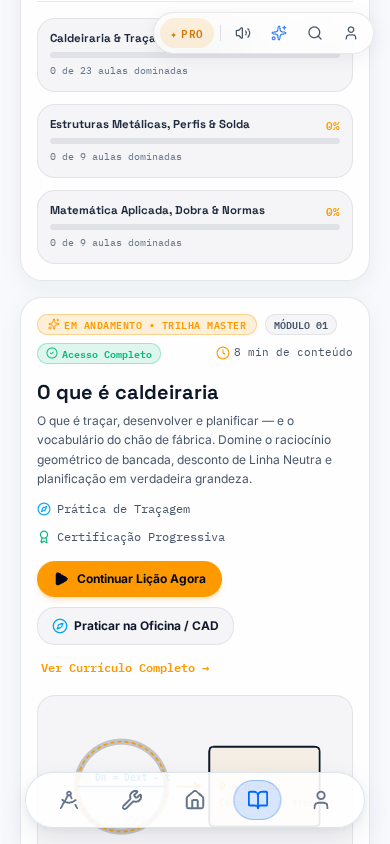 Caldeiraria & Traça
✦ PRO
0 de 23 aulas dominadas
Estruturas Metálicas, Perfis & Solda
0%
0 de 9 aulas dominadas
Matemática Aplicada, Dobra & Normas
0%
0 de 9 aulas dominadas
EM ANDAMENTO • TRILHA MASTER
MÓDULO 01
Acesso Completo
8 min de conteúdo
O que é caldeiraria
O que é traçar, desenvolver e planificar — e o
vocabulário do chão de fábrica. Domine o raciocínio
geométrico de bancada, desconto de Linha Neutra e
planificação em verdadeira grandeza.
Prática de Traçagem
Certificação Progressiva
Continuar Lição Agora
Praticar na Oficina / CAD
Ver Currículo Completo →